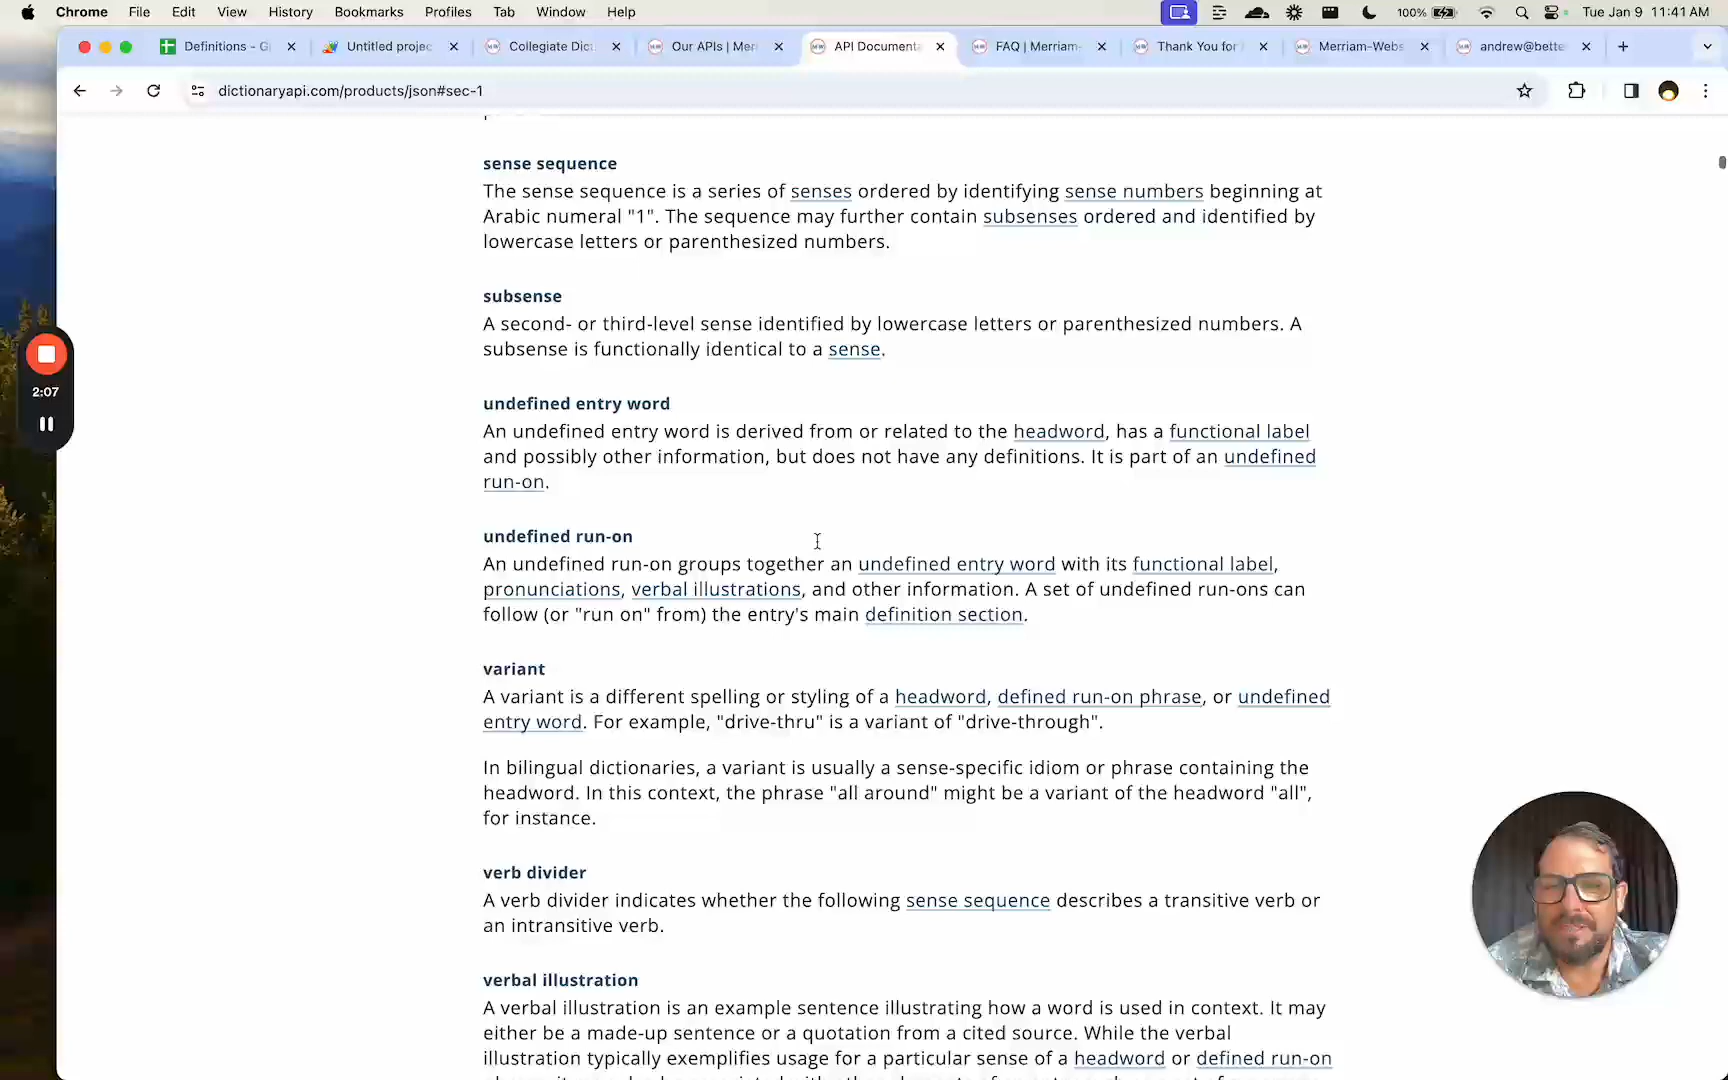 Chrome File Edit View History Bookmarks Profiles Tab Window Help 100% Tue Jan 9 11:41 AM
Definitions - G Untitled projec Collegiate Dic Our APIs | Mer API Documenta FAQ | Merriam- Thank You for Merriam-Webs andrew@bette
dictionaryapi.com/products/json#sec-1
sense sequence
The sense sequence is a series of senses ordered by identifying sense numbers beginning at
Arabic numeral "1". The sequence may further contain subsenses ordered and identified by
lowercase letters or parenthesized numbers.
subsense
A second- or third-level sense identified by lowercase letters or parenthesized numbers. A
subsense is functionally identical to a sense.
2:07
undefined entry word
An undefined entry word is derived from or related to the headword, has a functional label
and possibly other information, but does not have any definitions. It is part of an undefined
run-on.
undefined run-on
An undefined run-on groups together an undefined entry word with its functional label,
pronunciations, verbal illustrations, and other information. A set of undefined run-ons can
follow (or "run on" from) the entry's main definition section.
variant
A variant is a different spelling or styling of a headword, defined run-on phrase, or undefined
entry word. For example, "drive-thru" is a variant of "drive-through".
In bilingual dictionaries, a variant is usually a sense-specific idiom or phrase containing the
headword. In this context, the phrase "all around" might be a variant of the headword "all",
for instance.
verb divider
A verb divider indicates whether the following sense sequence describes a transitive verb or
an intransitive verb.
verbal illustration
A verbal illustration is an example sentence illustrating how a word is used in context. It may
either be a made-up sentence or a quotation from a cited source. While the verbal
illustration typically exemplifies usage for a particular sense of a headword or defined run-on